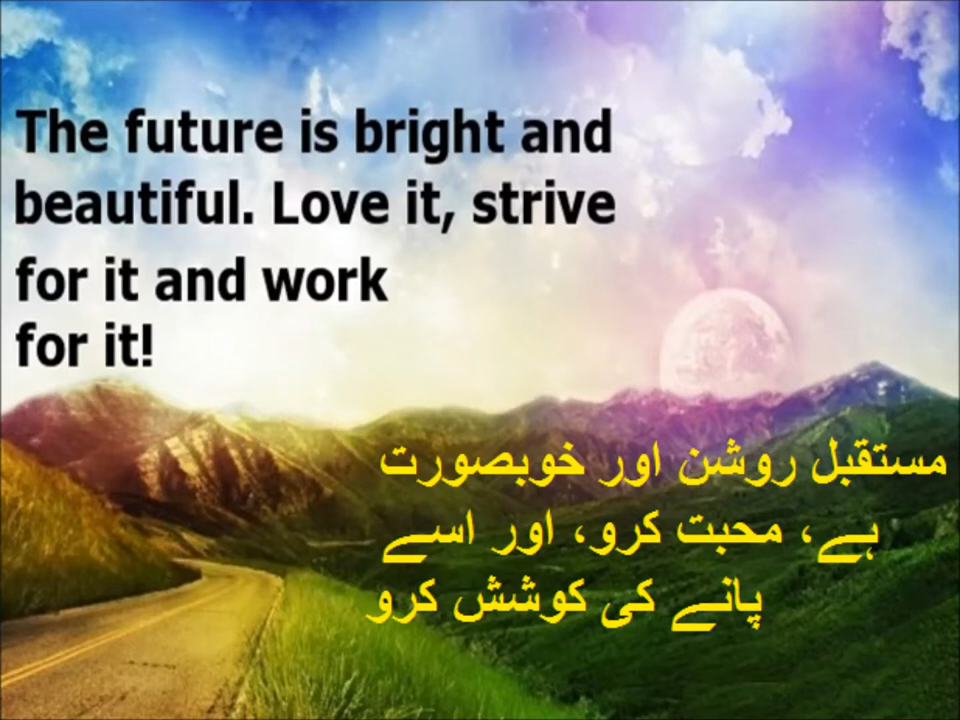 The future is bright and
beautiful. Love it, strive
for it and work
for it!
مستقبل روشن اور خوبصورت
ہے، محبت کرو، اور اسے
پانے کی کوشش کرو